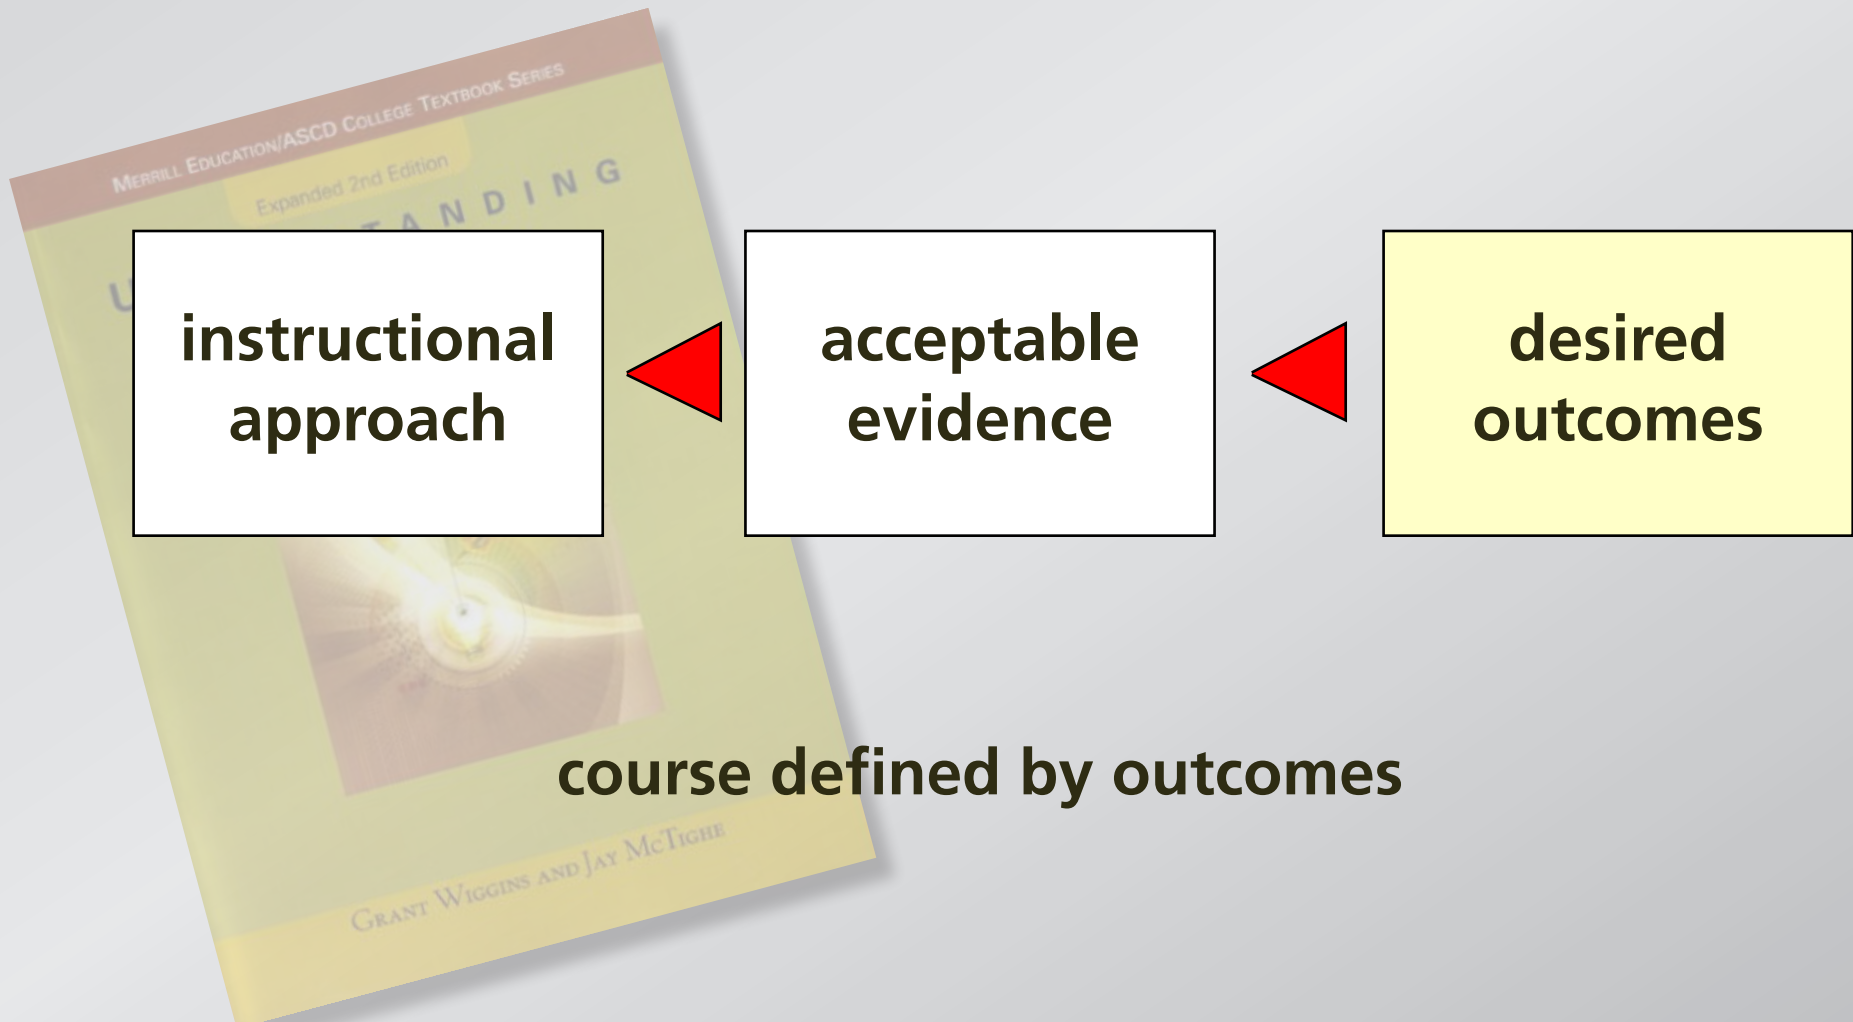 MERRILL EDUCATION/ASCD COLLEGE TEXTBOOK SERIES
Expanded 2nd Edition
instructional
approach
acceptable
evidence
desired
outcomes
course defined by outcomes
GRANT WIGGINS AND JAY MCTIGHE